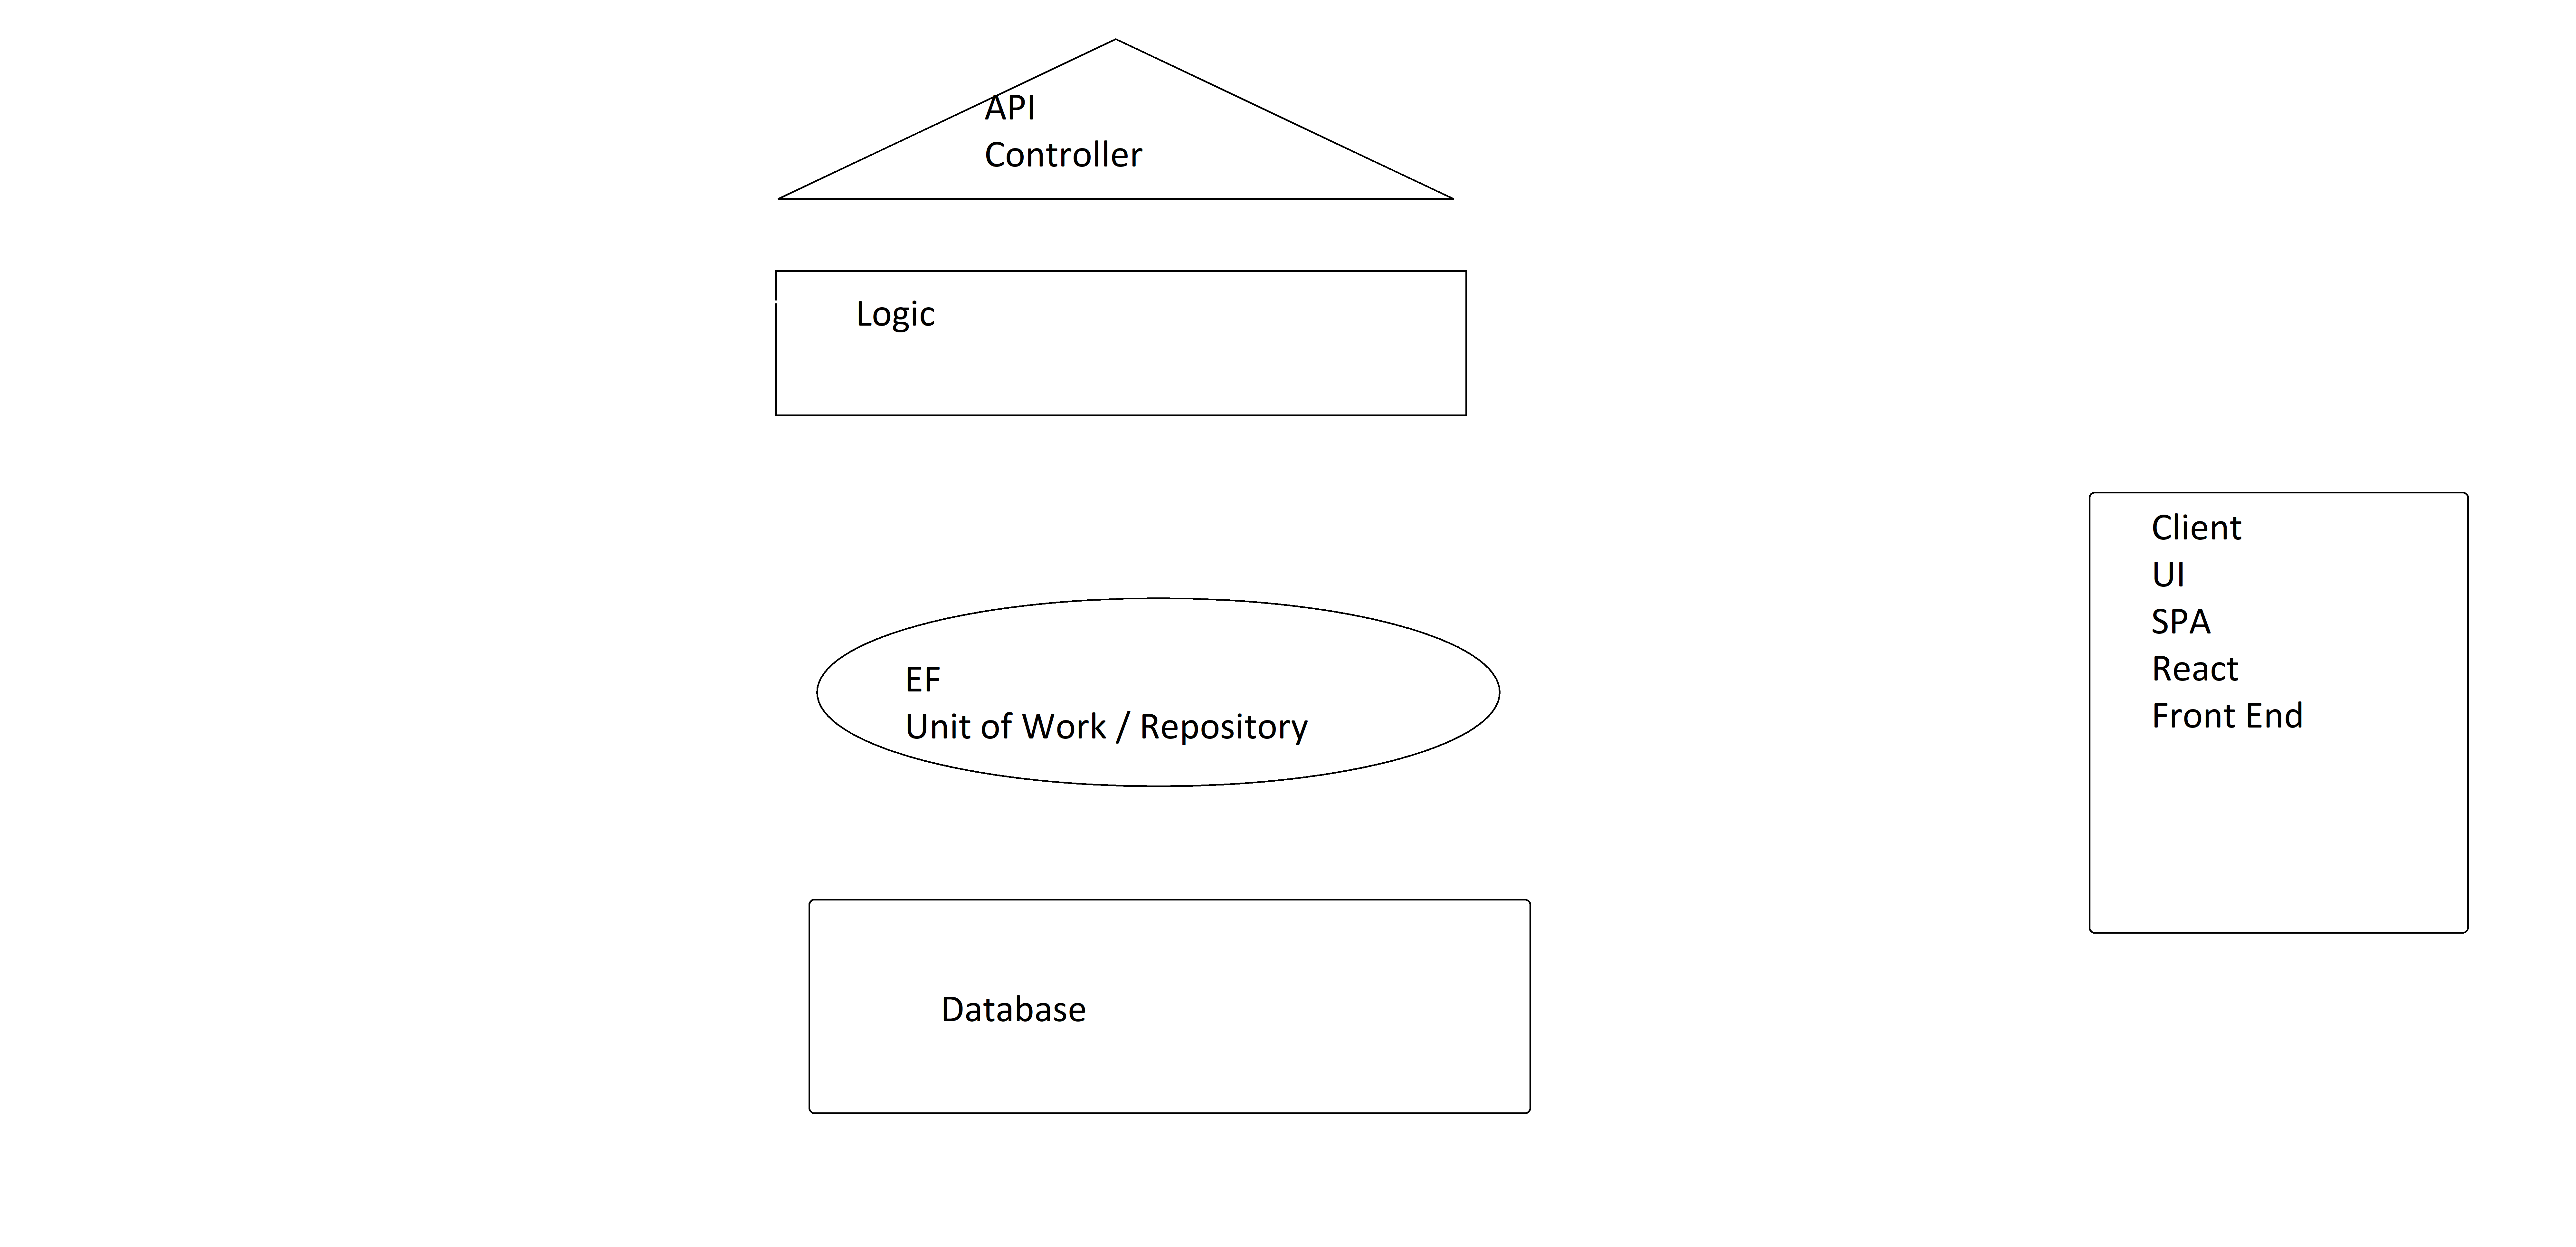 API
Controller
Logic
EF
Unit of Work / Repository
Database
Client
UI
SPA
React
Front End